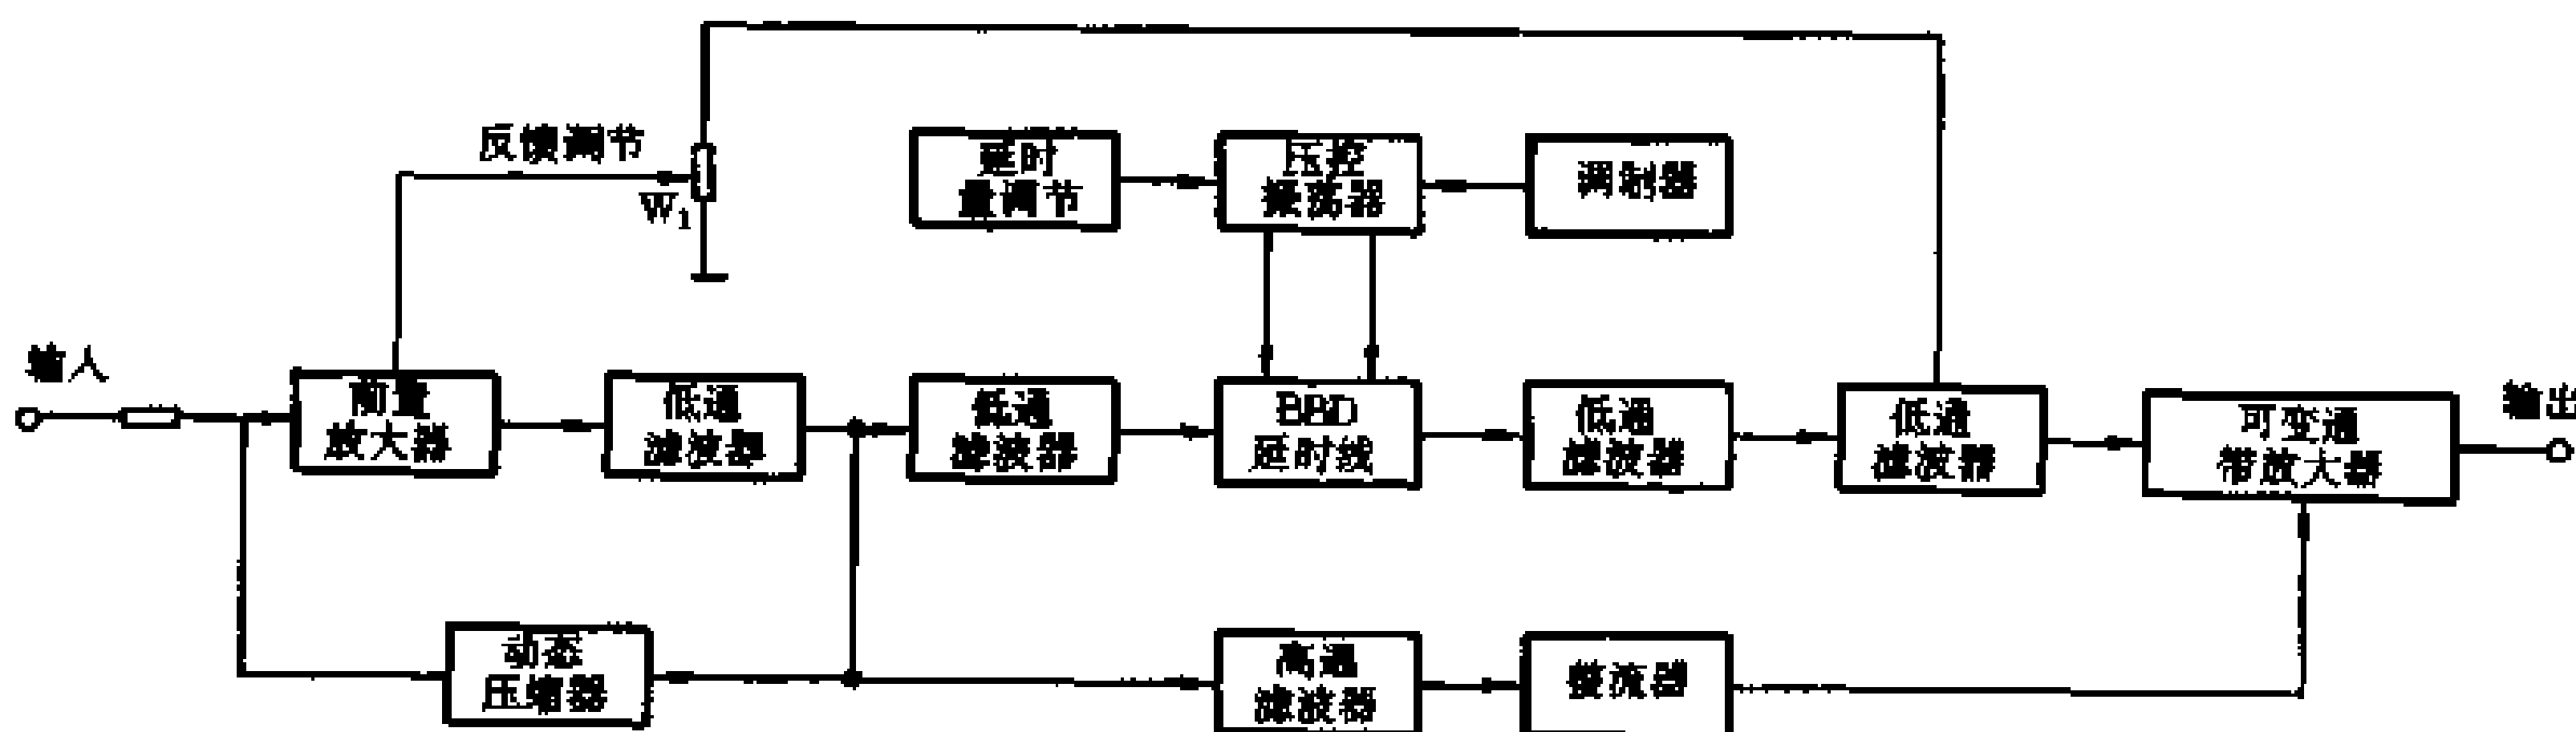 反馈调节
W₁
延时
量调节
压控
振荡器
调制器
输入
前置
放大器
低通
滤波器
低通
滤波器
BBD
延时线
低通
滤波器
低通
滤波器
可变通
带放大器
输出
动态
压缩器
高通
滤波器
整流器